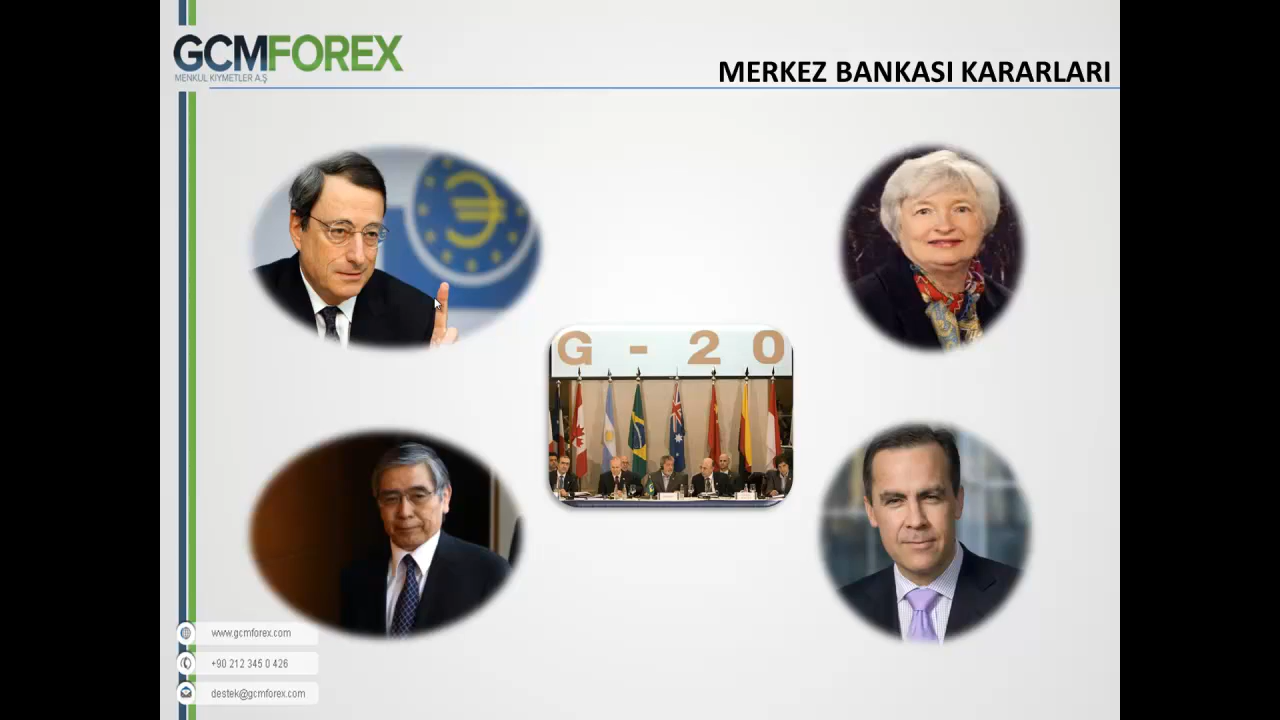 GCMFOREX
MENKUL KIYMETLER A.Ş
MERKEZ BANKASI KARARLARI
G - 20
www.gcmforex.com
+90 212 345 0 426
destek@gcmforex.com